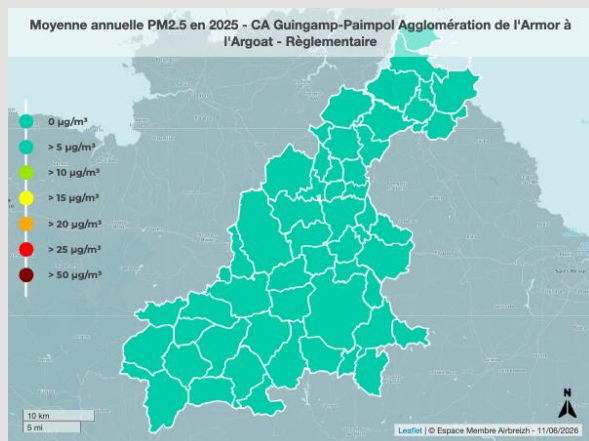 Moyenne annuelle PM2.5 en 2025 - CA Guingamp-Paimpol Agglomération de l'Armor à
l'Argoat - Règlementaire
0 µg/m³
> 5 µg/m³
> 10 µg/m³
> 15 µg/m³
> 20 µg/m³
> 25 µg/m³
> 50 µg/m³
N
10 km
5 mi
Leaflet | © Espace Membre Airbreizh - 11/06/2026